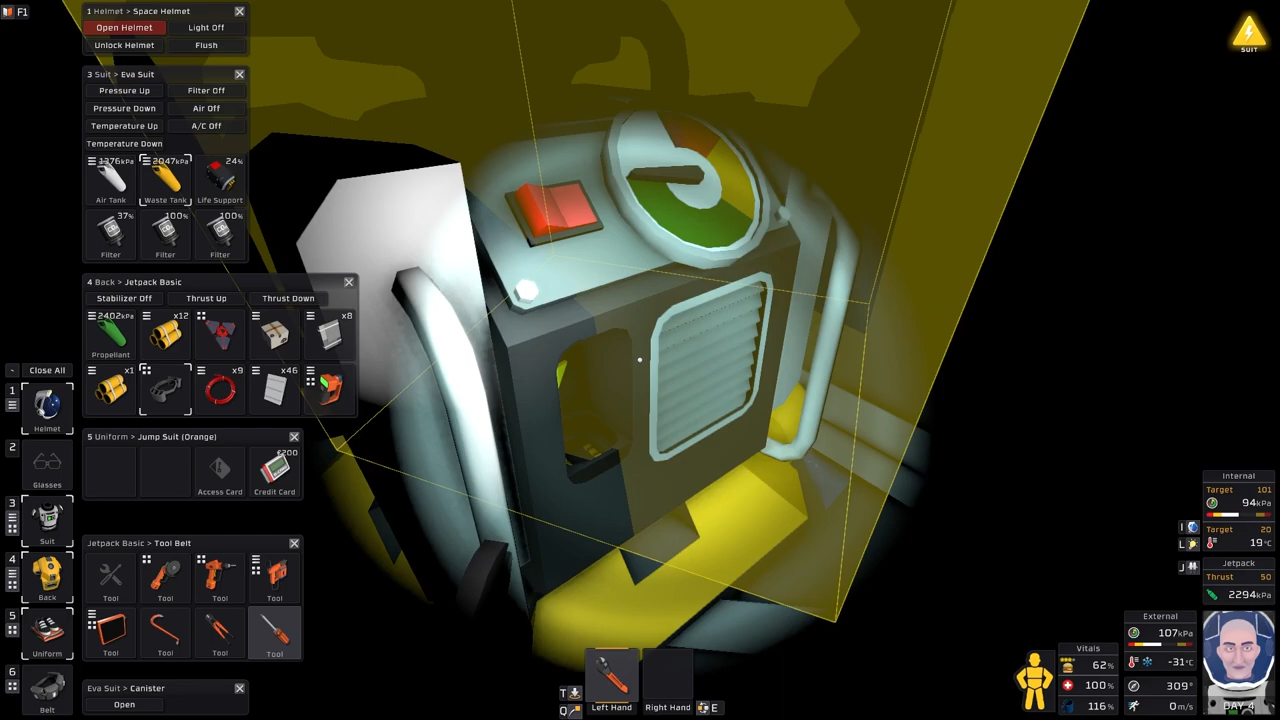 F1
1 Helmet > Space Helmet
Open Helmet
Light Off
Unlock Helmet
Flush
3 Suit > Eva Suit
Pressure Up
Filter Off
Pressure Down
Air Off
Temperature Up
A/C Off
Temperature Down
1376kPa
2047kPa
24%
Air Tank
Waste Tank
Life Support
37%
100%
100%
Filter
Filter
Filter
4 Back > Jetpack Basic
Stabilizer Off
Thrust Up
Thrust Down
2402kPa
x12
x8
Propellant
x1
x9
x46
~
Close All
1
Helmet
2
Glasses
3
Suit
4
Back
5
Uniform
6
Belt
5 Uniform > Jump Suit (Orange)
€200
Access Card
Credit Card
Jetpack Basic > Tool Belt
Tool
Tool
Tool
Tool
Tool
Tool
Tool
Tool
Eva Suit > Canister
Open
T
Q
Left Hand
Right Hand
E
SUIT
Internal
Target 101
94kPa
Target 20
19°C
I
L
J
Jetpack
Thrust 50
2294kPa
External
107kPa
-31°C
309°
0m/s
Vitals
62%
100%
116%
DAY 4